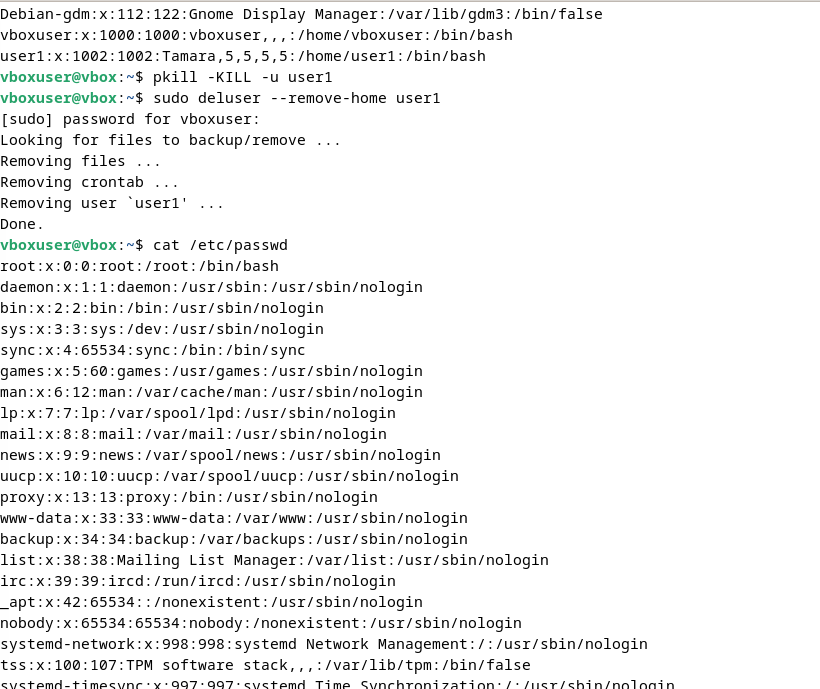 Debian-gdm:x:112:122:Gnome Display Manager:/var/lib/gdm3:/bin/false
vboxuser:x:1000:1000:vboxuser,,,:/home/vboxuser:/bin/bash
user1:x:1002:1002:Tamara,5,5,5,5:/home/user1:/bin/bash
vboxuser@vbox:~$ pkill -KILL -u user1
vboxuser@vbox:~$ sudo deluser --remove-home user1
[sudo] password for vboxuser:
Looking for files to backup/remove ...
Removing files ...
Removing crontab ...
Removing user `user1' ...
Done.
vboxuser@vbox:~$ cat /etc/passwd
root:x:0:0:root:/root:/bin/bash
daemon:x:1:1:daemon:/usr/sbin:/usr/sbin/nologin
bin:x:2:2:bin:/bin:/usr/sbin/nologin
sys:x:3:3:sys:/dev:/usr/sbin/nologin
sync:x:4:65534:sync:/bin:/bin/sync
games:x:5:60:games:/usr/games:/usr/sbin/nologin
man:x:6:12:man:/var/cache/man:/usr/sbin/nologin
lp:x:7:7:lp:/var/spool/lpd:/usr/sbin/nologin
mail:x:8:8:mail:/var/mail:/usr/sbin/nologin
news:x:9:9:news:/var/spool/news:/usr/sbin/nologin
uucp:x:10:10:uucp:/var/spool/uucp:/usr/sbin/nologin
proxy:x:13:13:proxy:/bin:/usr/sbin/nologin
www-data:x:33:33:www-data:/var/www:/usr/sbin/nologin
backup:x:34:34:backup:/var/backups:/usr/sbin/nologin
list:x:38:38:Mailing List Manager:/var/list:/usr/sbin/nologin
irc:x:39:39:ircd:/run/ircd:/usr/sbin/nologin
_apt:x:42:65534::/nonexistent:/usr/sbin/nologin
nobody:x:65534:65534:nobody:/nonexistent:/usr/sbin/nologin
systemd-network:x:998:998:systemd Network Management:/:/usr/sbin/nologin
tss:x:100:107:TPM software stack,,,:/var/lib/tpm:/bin/false
systemd-timesync:x:997:997:systemd Time Synchronization:/:/usr/sbin/nologin